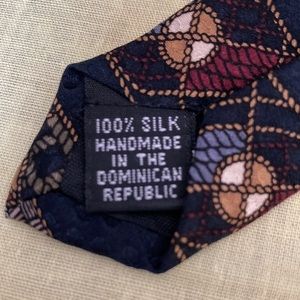 100% SILK
HANDMADE
IN THE
DOMINICAN
REPUBLIC